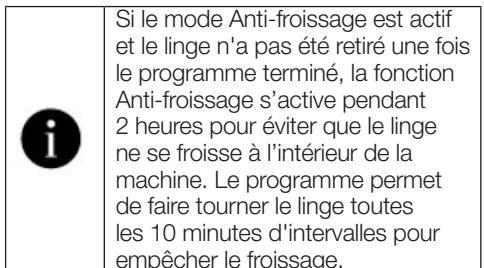 Si le mode Anti-froissage est actif
et le linge n'a pas été retiré une fois
le programme terminé, la fonction
Anti-froissage s’active pendant
2 heures pour éviter que le linge
ne se froisse à l’intérieur de la
machine. Le programme permet
de faire tourner le linge toutes
les 10 minutes d'intervalles pour
empêcher le froissage.